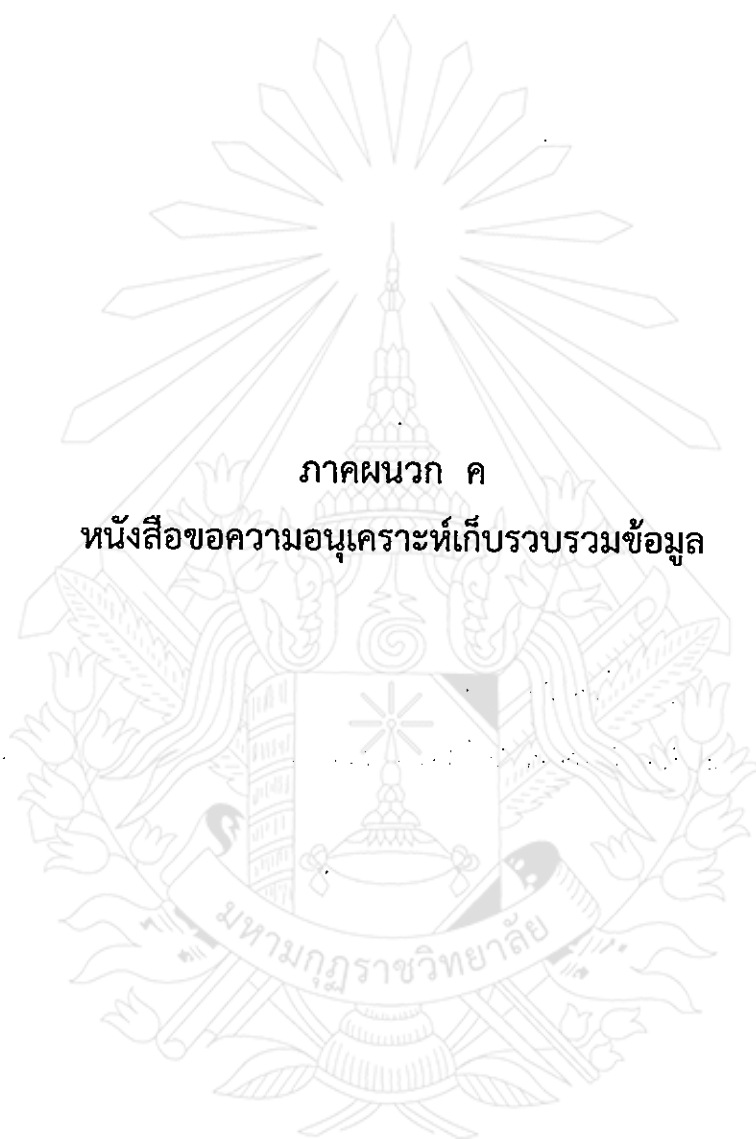 ภาคผนวก ค
หนังสือขอความอนุเคราะห์เก็บรวบรวมข้อมูล
มหามกุฏราชวิทยาลัย